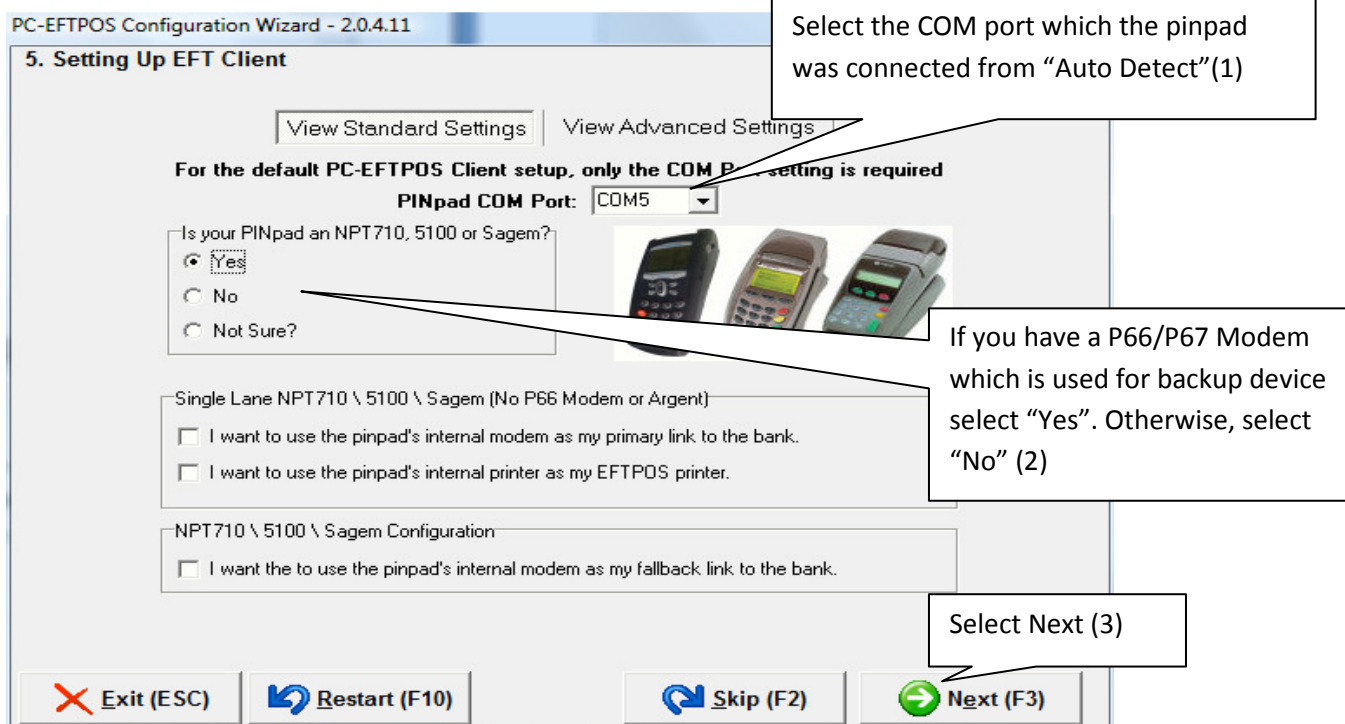 PC-EFTPOS Configuration Wizard - 2.0.4.11
Select the COM port which the pinpad
was connected from “Auto Detect”(1)
5. Setting Up EFT Client
View Standard Settings
View Advanced Settings
For the default PC-EFTPOS Client setup, only the COM Port setting is required
PINpad COM Port: COM5
Is your PINpad an NPT710, 5100 or Sagem?
Yes
No
Not Sure?
If you have a P66/P67 Modem
which is used for backup device
select “Yes”. Otherwise, select
“No” (2)
Single Lane NPT710 \ 5100 \ Sagem (No P66 Modem or Argent)
I want to use the pinpad's internal modem as my primary link to the bank.
I want to use the pinpad's internal printer as my EFTPOS printer.
NPT710 \ 5100 \ Sagem Configuration
I want the to use the pinpad's internal modem as my fallback link to the bank.
Select Next (3)
Exit (ESC)
Restart (F10)
Skip (F2)
Next (F3)